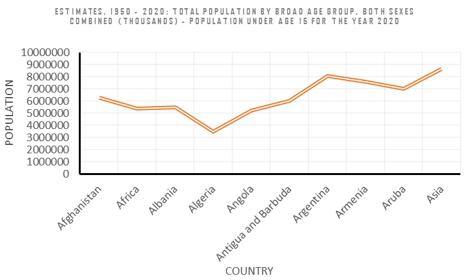 ESTIMATES, 1950 - 2020: TOTAL POPULATION BY BROAD AGE GROUP, BOTH SEXES
COMBINED (THOUSANDS) - POPULATION UNDER AGE 15 FOR THE YEAR 2020
POPULATION
10000000
9000000
8000000
7000000
6000000
5000000
4000000
3000000
2000000
1000000
0
Afghanistan
Africa
Albania
Algeria
Angola
Antigua and Barbuda
Argentina
Armenia
Aruba
Asia
COUNTRY